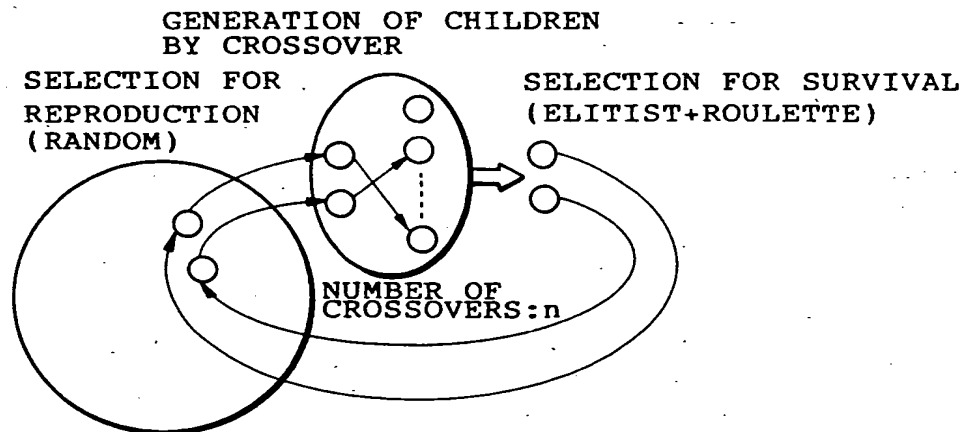 GENERATION OF CHILDREN
BY CROSSOVER
SELECTION FOR
REPRODUCTION
(RANDOM)
SELECTION FOR SURVIVAL
(ELITIST+ROULETTE)
NUMBER OF
CROSSOVERS:n